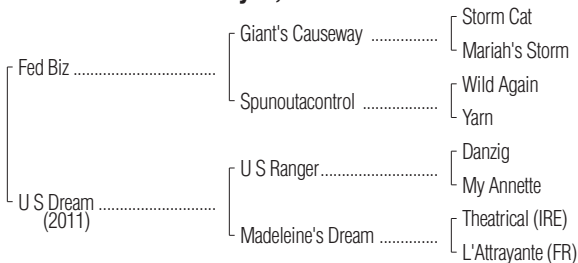 Storm Cat
Giant's Causeway ................
Mariah's Storm
Fed Biz .................................
Wild Again
Spunoutacontrol ..................
Yarn
Danzig
U S Ranger...........................
My Annette
U S Dream ...........................
(2011)
Theatrical (IRE)
Madeleine's Dream ..............
L'Attrayante (FR)